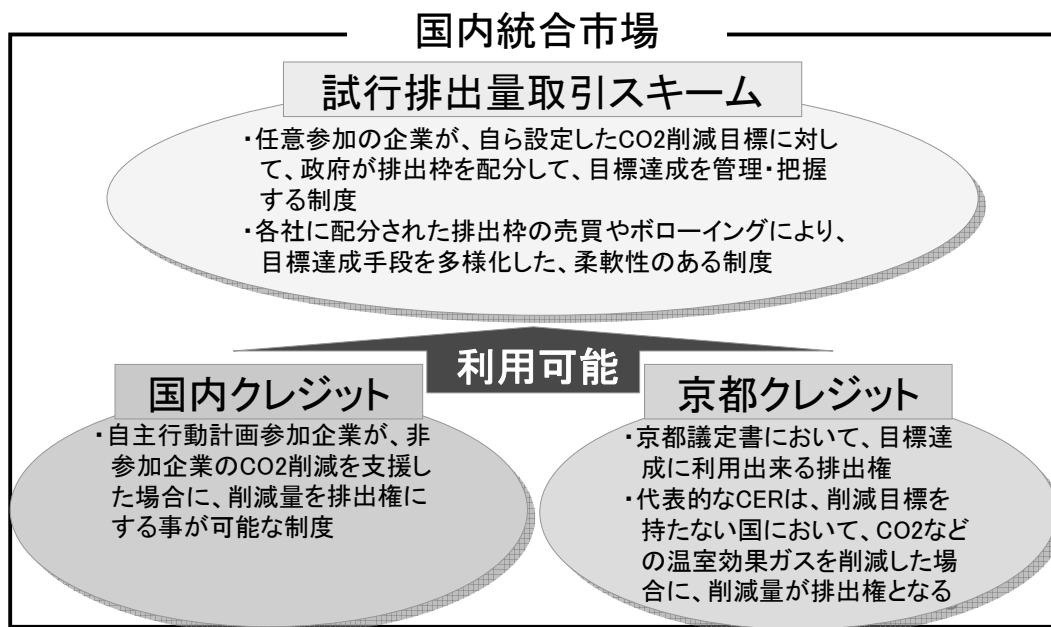 国内統合市場
試行排出量取引スキーム
・任意参加の企業が、自ら設定したCO2削減目標に対し
て、政府が排出枠を配分して、目標達成を管理・把握
する制度
・各社に配分された排出枠の売買やボローイングにより、
目標達成手段を多様化した、柔軟性のある制度
利用可能
国内クレジット
・自主行動計画参加企業が、非
参加企業のCO2削減を支援し
た場合に、削減量を排出権に
する事が可能な制度
京都クレジット
・京都議定書において、目標達
成に利用出来る排出権
・代表的なCERは、削減目標を
持たない国において、CO2など
の温室効果ガスを削減した場
合に、削減量が排出権となる